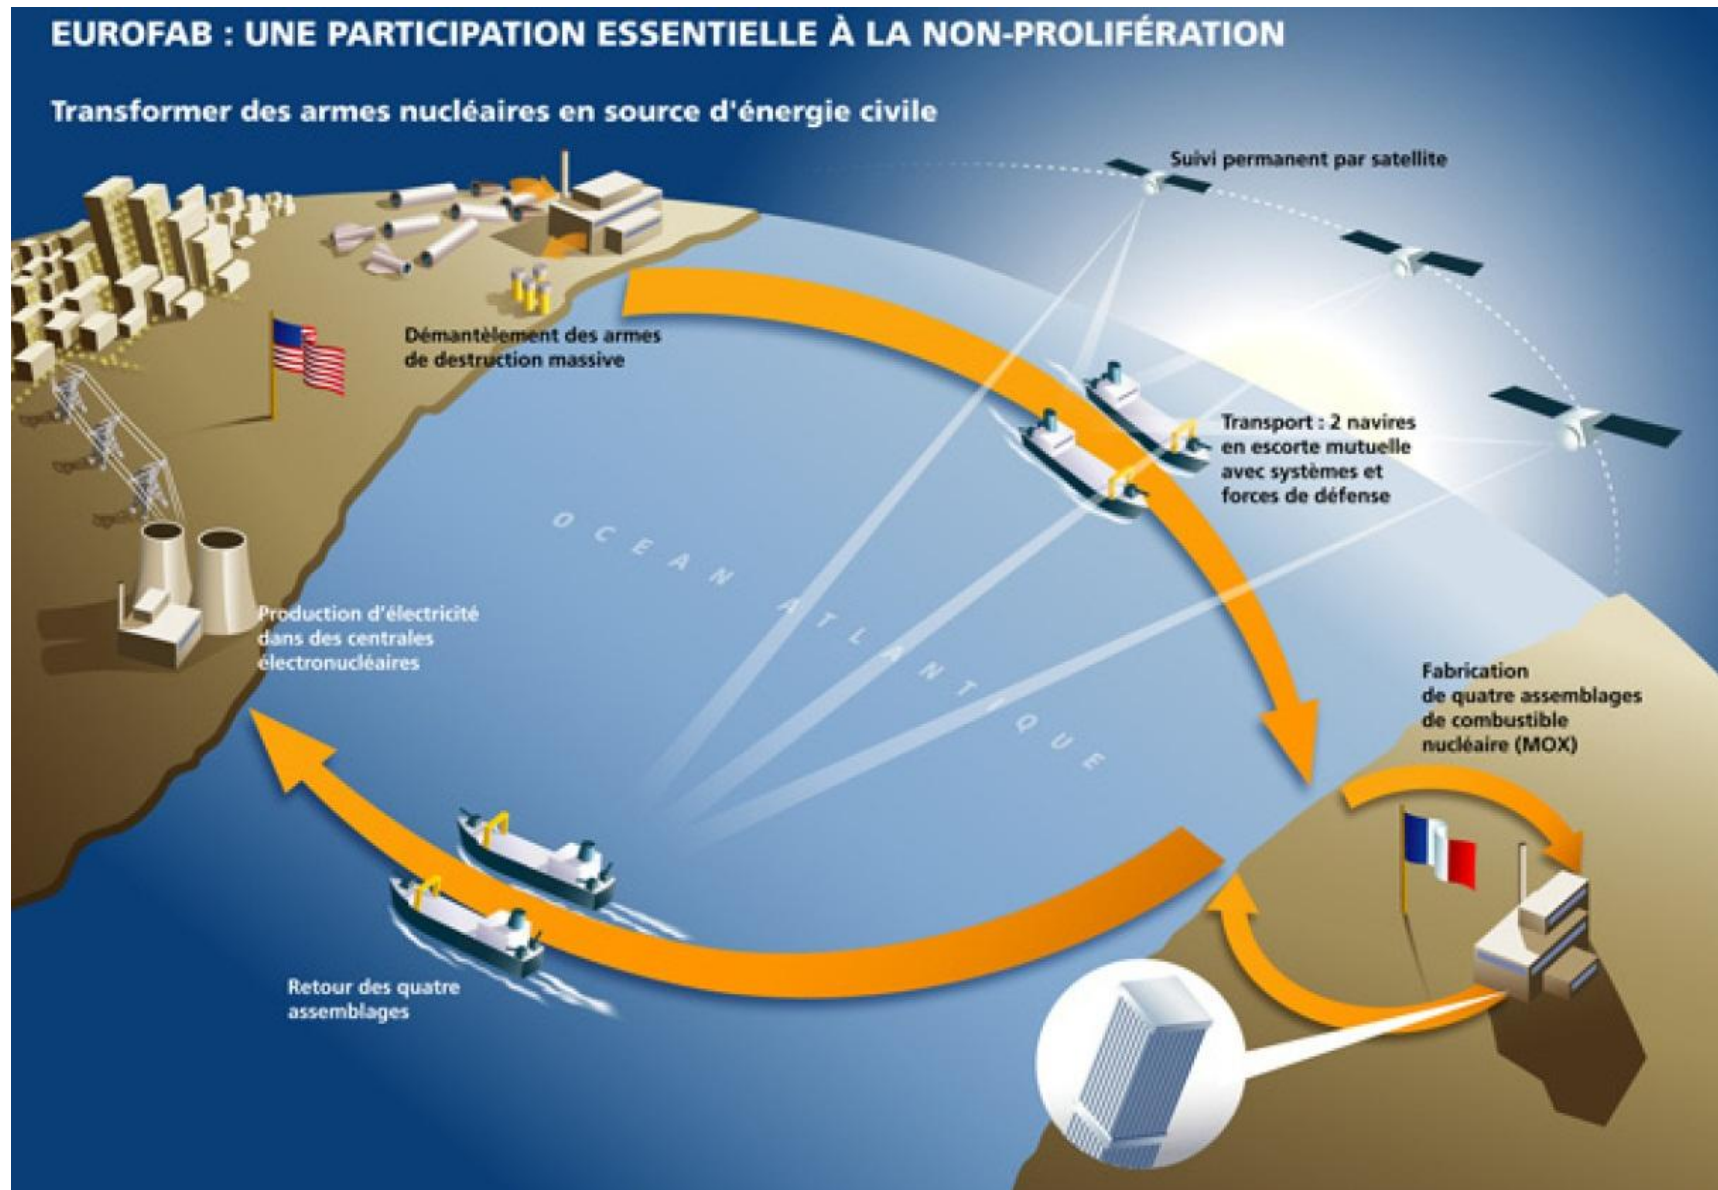 EUROFAB : UNE PARTICIPATION ESSENTIELLE À LA NON-PROLIFÉRATION
Transformer des armes nucléaires en source d'énergie civile
Suivi permanent par satellite
Démantèlement des armes
de destruction massive
Transport : 2 navires
en escorte mutuelle
avec systèmes et
forces de défense
OCEAN ATLANTIQUE
Production d'électricité
dans des centrales
électronucléaires
Fabrication
de quatre assemblages
de combustible
nucléaire (MOX)
Retour des quatre
assemblages